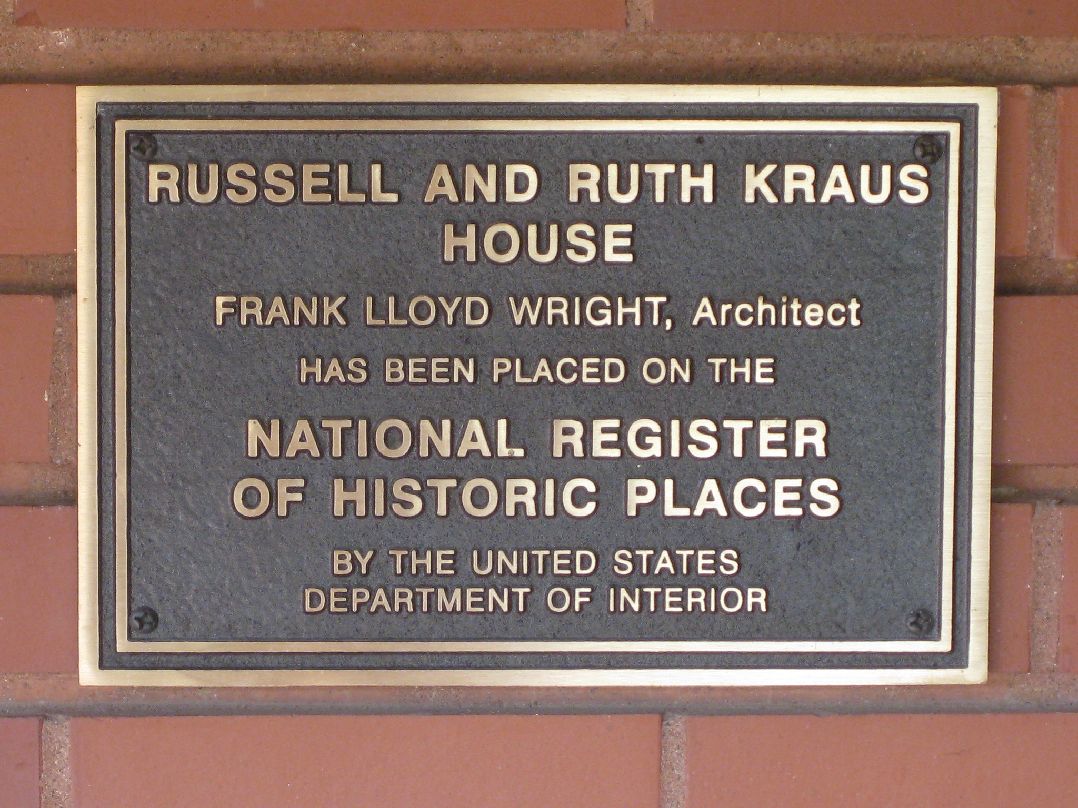 RUSSELL AND RUTH KRAUS
HOUSE
FRANK LLOYD WRIGHT, Architect
HAS BEEN PLACED ON THE
NATIONAL REGISTER
OF HISTORIC PLACES
BY THE UNITED STATES
DEPARTMENT OF INTERIOR